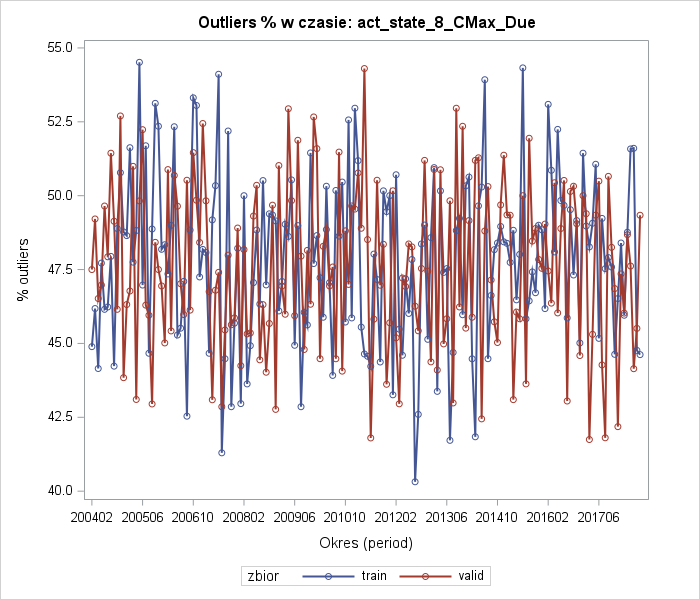 Outliers % w czasie: act_state_8_CMax_Due
% outliers
55.0
52.5
50.0
47.5
45.0
42.5
40.0
200402 200506 200610 200802 200906 201010 201202 201306 201410 201602 201706
Okres (period)
zbior train valid